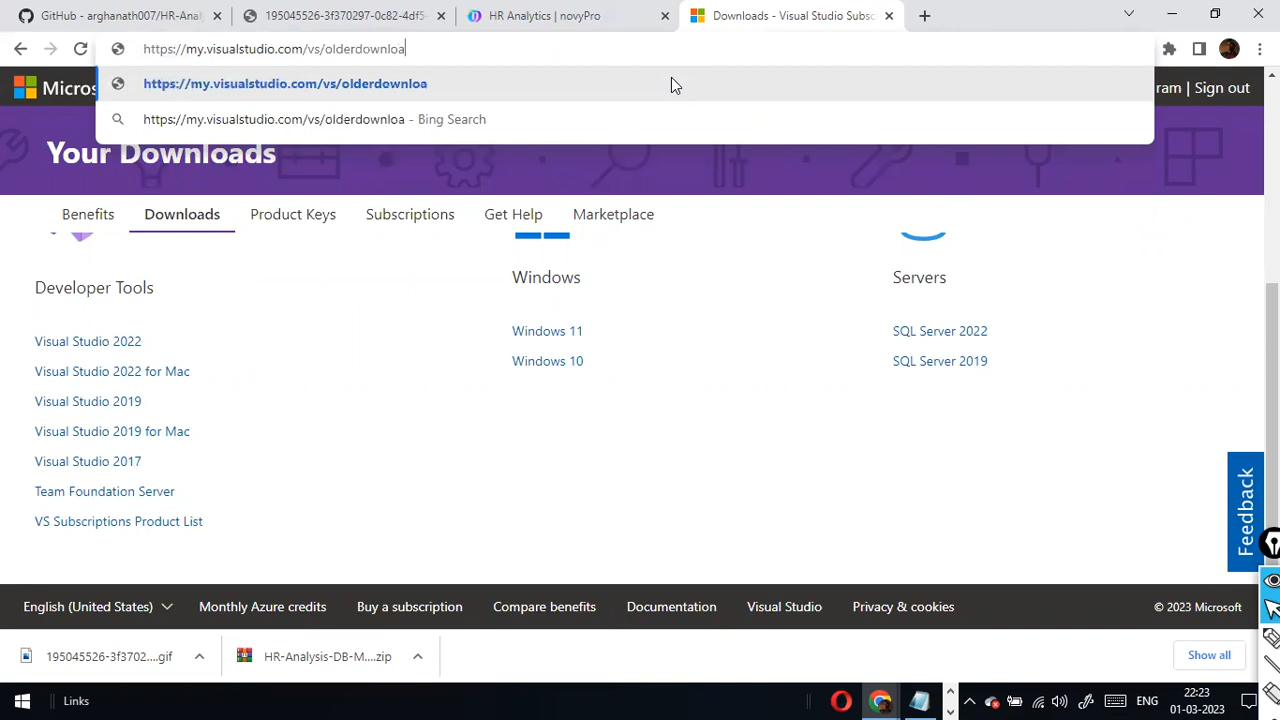 GitHub - arghanath007/HR-Anal
195045526-3f370297-0c82-4df5-
HR Analytics | novyPro
Downloads - Visual Studio Subsc
https://my.visualstudio.com/vs/olderdownloa
https://my.visualstudio.com/vs/olderdownloa
https://my.visualstudio.com/vs/olderdownloa - Bing Search
Sign out
Your Downloads
Benefits
Downloads
Product Keys
Subscriptions
Get Help
Marketplace
Developer Tools
Visual Studio 2022
Visual Studio 2022 for Mac
Visual Studio 2019
Visual Studio 2019 for Mac
Visual Studio 2017
Team Foundation Server
VS Subscriptions Product List
Windows
Windows 11
Windows 10
Servers
SQL Server 2022
SQL Server 2019
Feedback
English (United States)
Monthly Azure credits
Buy a subscription
Compare benefits
Documentation
Visual Studio
Privacy & cookies
© 2023 Microsoft
195045526-3f3702....gif
HR-Analysis-DB-M....zip
Show all
Links
ENG
22:23
01-03-2023